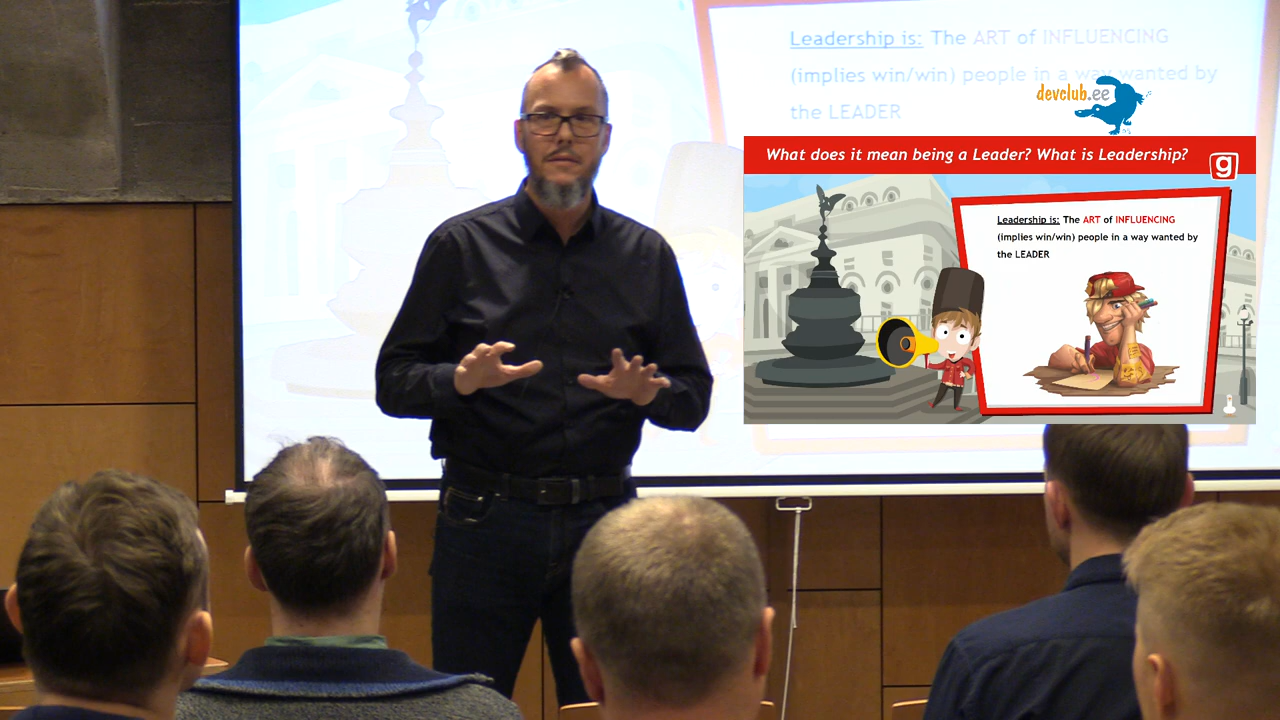 Leadership is: The ART of INFLUENCING
(implies win/win) people in a way wanted by
the LEADER
devclub.ee
What does it mean being a Leader? What is Leadership?
g
Leadership is: The ART of INFLUENCING
(implies win/win) people in a way wanted by
the LEADER